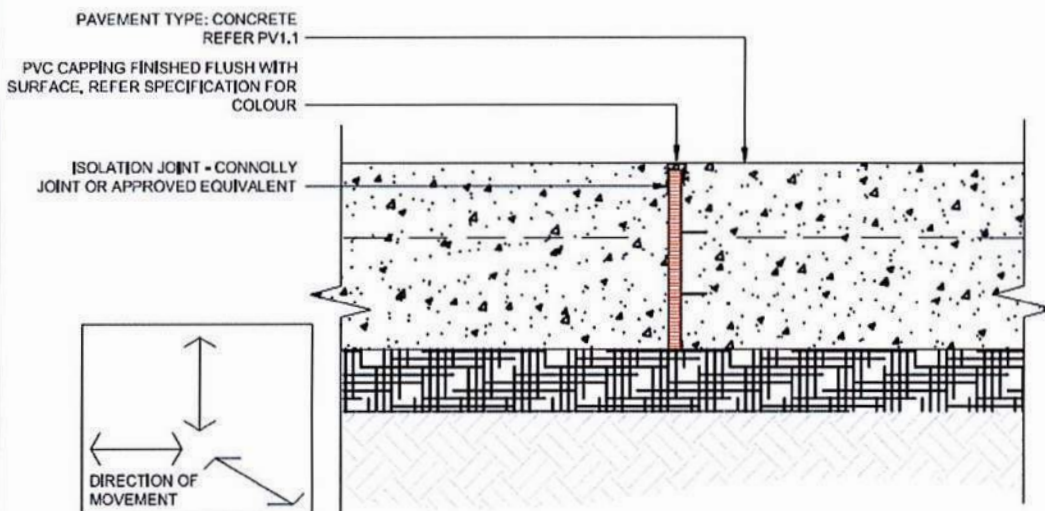 PAVEMENT TYPE: CONCRETE
REFER PV1.1
PVC CAPPING FINISHED FLUSH WITH
SURFACE, REFER SPECIFICATION FOR
COLOUR
ISOLATION JOINT - CONNOLLY
JOINT OR APPROVED EQUIVALENT
DIRECTION OF
MOVEMENT